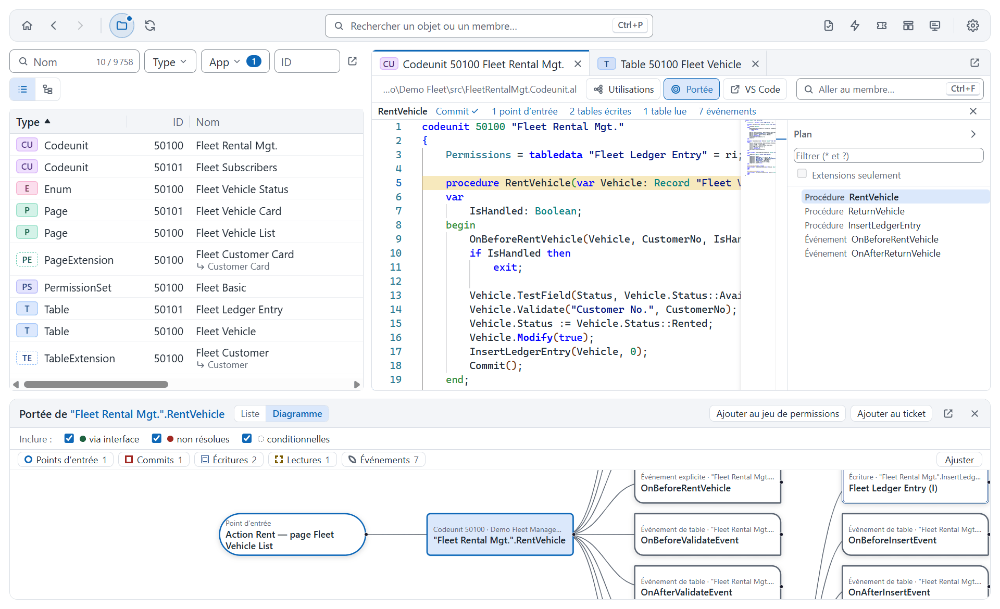 Rechercher un objet ou un membre... Ctrl+P
Nom 10 / 9 758 Type App 1 ID
Type ID Nom
CU Codeunit 50100 Fleet Rental Mgt.
CU Codeunit 50101 Fleet Subscribers
E Enum 50100 Fleet Vehicle Status
P Page 50101 Fleet Vehicle Card
P Page 50100 Fleet Vehicle List
PE PageExtension 50100 Fleet Customer Card
↳ Customer Card
PS PermissionSet 50100 Fleet Basic
T Table 50101 Fleet Ledger Entry
T Table 50100 Fleet Vehicle
TE TableExtension 50100 Fleet Customer
↳ Customer
CU Codeunit 50100 Fleet Rental Mgt. T Table 50100 Fleet Vehicle
...o\Demo Fleet\src\FleetRentalMgt.Codeunit.al Utilisations Portée VS Code Aller au membre... Ctrl+F
RentVehicle Commit ✓ 1 point d’entrée 2 tables écrites 1 table lue 7 événements
1 codeunit 50100 "Fleet Rental Mgt."
2 {
3 Permissions = tabledata "Fleet Ledger Entry" = ri;
4
5 procedure RentVehicle(var Vehicle: Record "Fleet V
6 var
7 IsHandled: Boolean;
8 begin
9 OnBeforeRentVehicle(Vehicle, CustomerNo, IsHan
10 if IsHandled then
11 exit;
12
13 Vehicle.TestField(Status, Vehicle.Status::Avai
14 Vehicle.Validate("Customer No.", CustomerNo);
15 Vehicle.Status := Vehicle.Status::Rented;
16 Vehicle.Modify(true);
17 InsertLedgerEntry(Vehicle, 0);
18 Commit();
19 end;
Plan
Filtrer (* et ?)
Extensions seulement
Procédure RentVehicle
Procédure ReturnVehicle
Procédure InsertLedgerEntry
Événement OnBeforeRentVehicle
Événement OnAfterReturnVehicle
Portée de "Fleet Rental Mgt.".RentVehicle Liste Diagramme Ajouter au jeu de permissions Ajouter au ticket
Inclure : via interface non résolues conditionnelles
Points d’entrée 1 Commits 1 Écritures 2 Lectures 1 Événements 7 Ajuster
Point d’entrée
Action Rent — page Fleet
Vehicle List
Codeunit 50100 · Demo Fleet Manage...
"Fleet Rental Mgt.".RentVehicle
Événement explicite · "Fleet Rental Mgt....
OnBeforeRentVehicle
Événement de table · "Fleet Rental Mgt....
OnBeforeValidateEvent
Événement de table · "Fleet Rental Mgt....
OnAfterValidateEvent
Écriture · "Fleet Rental Mgt.".InsertLedg...
Fleet Ledger Entry (I)
Événement de table · "Fleet Rental Mgt....
OnBeforeInsertEvent
Événement de table · "Fleet Rental Mgt....
OnAfterInsertEvent